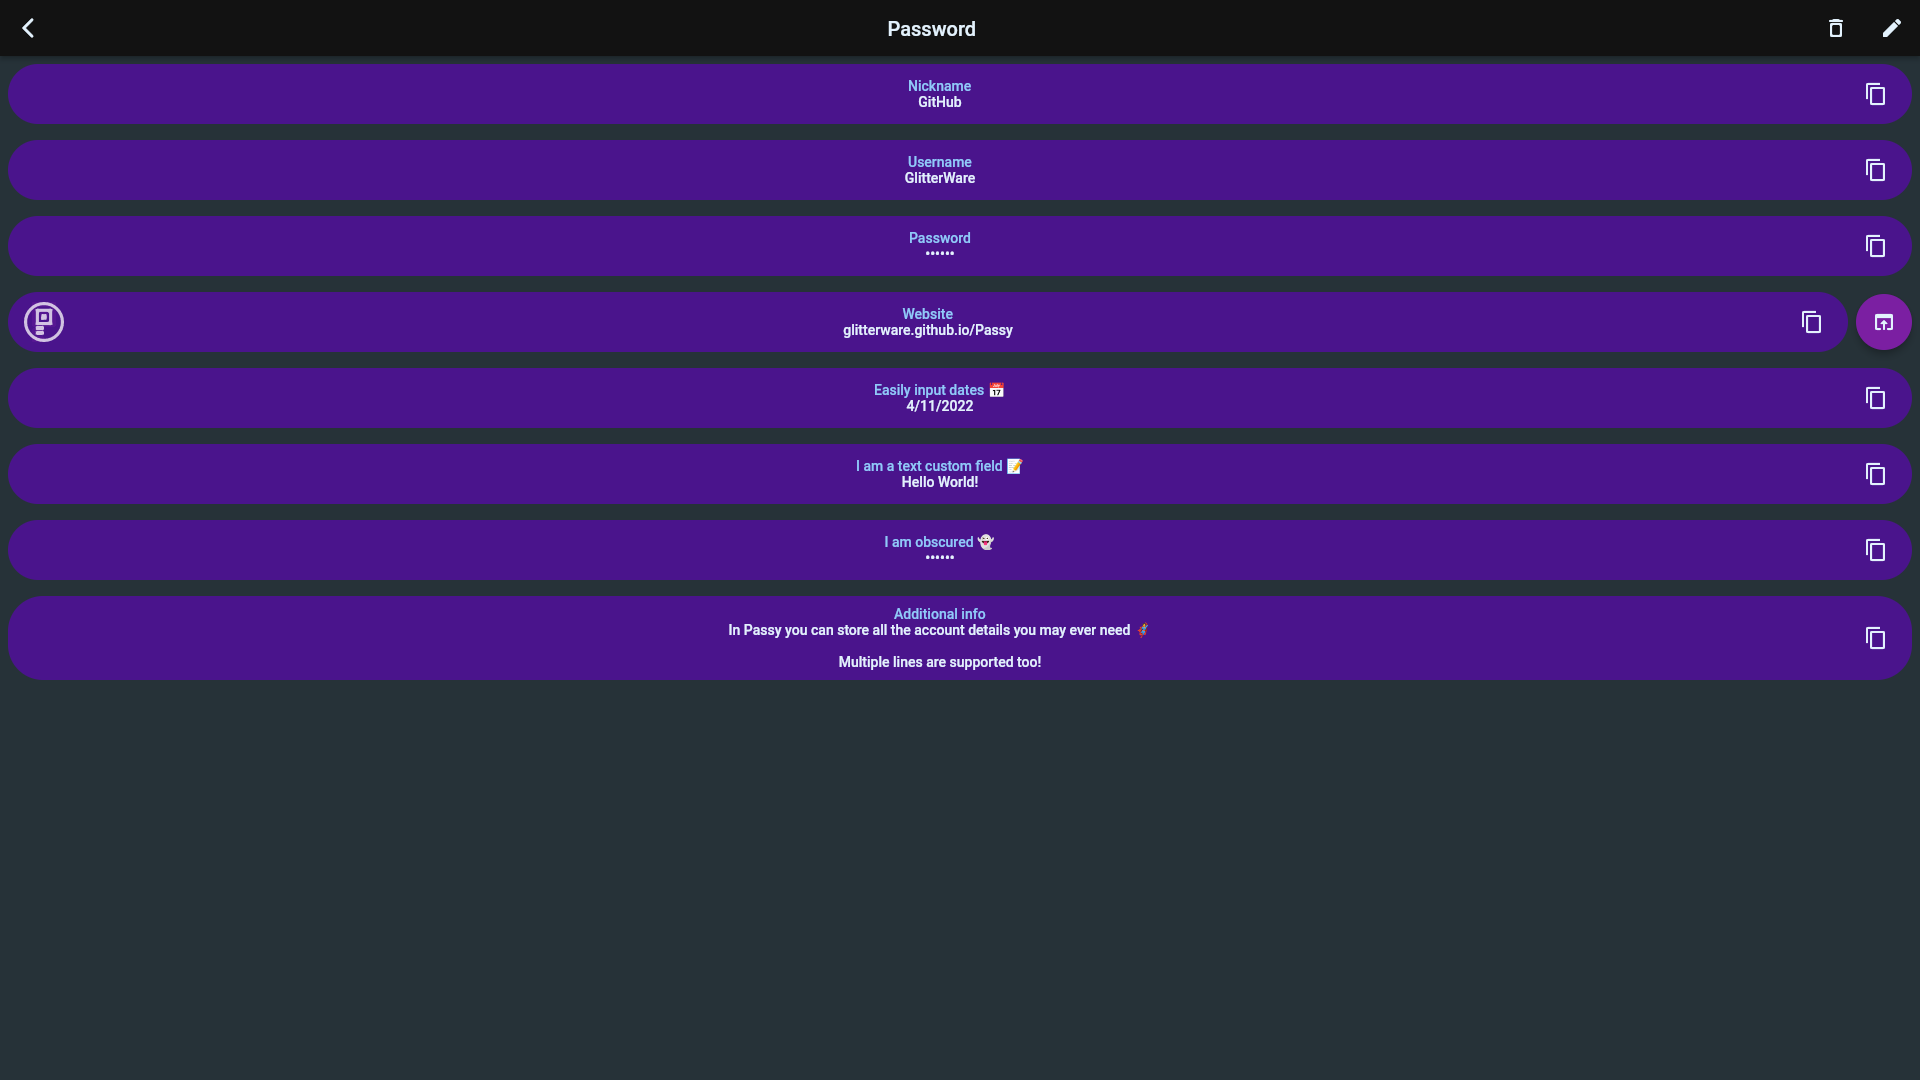 Password
Nickname
GitHub
Username
GlitterWare
Password
••••••
Website
glitterware.github.io/Passy
Easily input dates 📅
4/11/2022
I am a text custom field 📝
Hello World!
I am obscured 👻
••••••
Additional info
In Passy you can store all the account details you may ever need 🦸
Multiple lines are supported too!